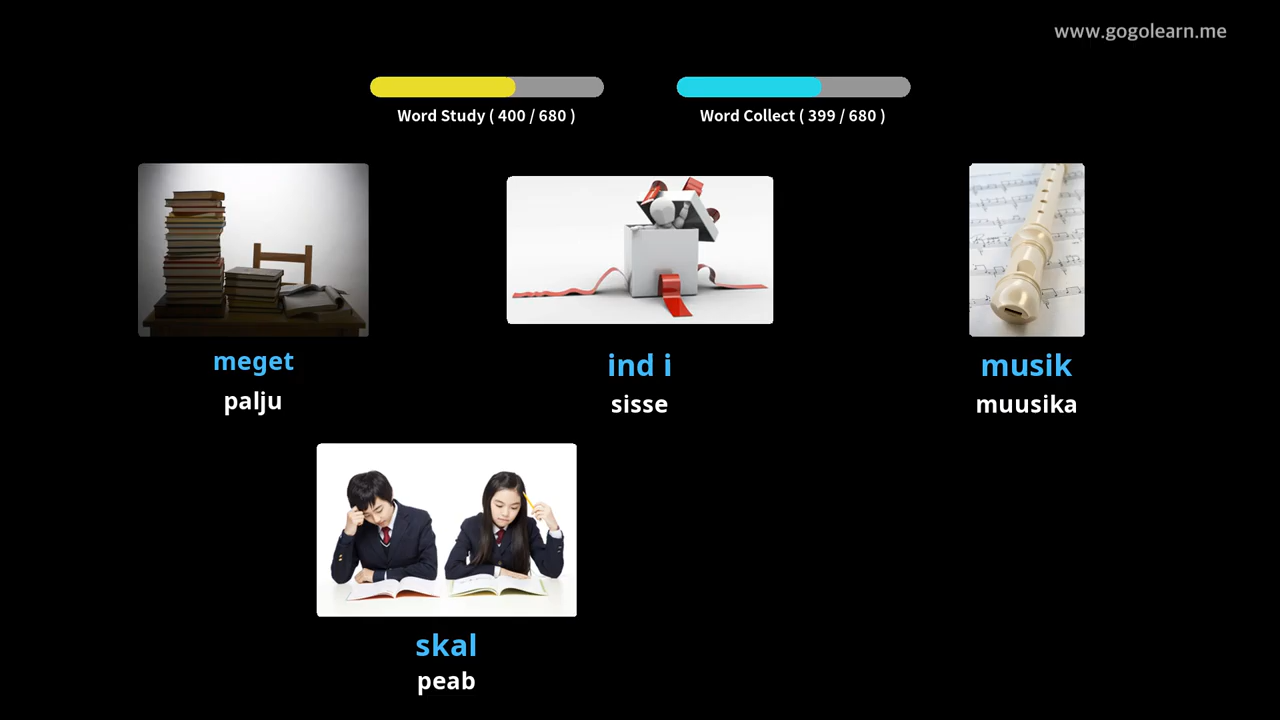 www.gogolearn.me
Word Study ( 400 / 680 )
Word Collect ( 399 / 680 )
meget
palju
ind i
sisse
musik
muusika
skal
peab